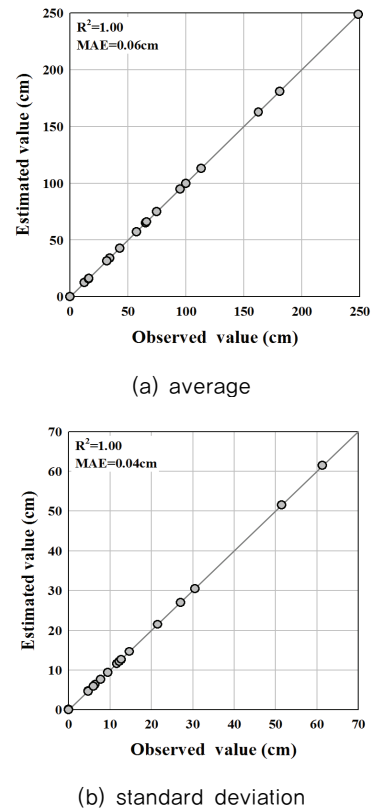 250
R²=1.00
MAE=0.06cm
200
150
100
50
0
Estimated value (cm)
0 50 100 150 200 250
Observed value (cm)
(a) average
70
R²=1.00
MAE=0.04cm
60
50
40
30
20
10
0
Estimated value (cm)
0 10 20 30 40 50 60 70
Observed value (cm)
(b) standard deviation